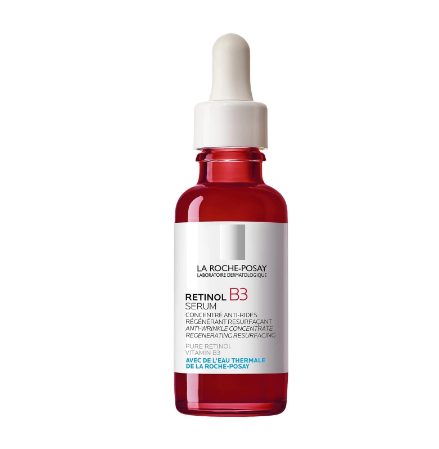 LA ROCHE-POSAY
LABORATOIRE DERMATOLOGIQUE
RETINOL B3
SERUM
CONCENTRÉ ANTI-RIDES
RÉGÉNÉRANT RESURFAÇANT
ANTI-WRINKLE CONCENTRATE
REGENERATING RESURFACING
PURE RETINOL
VITAMIN B3
AVEC DE L'EAU THERMALE
DE LA ROCHE-POSAY